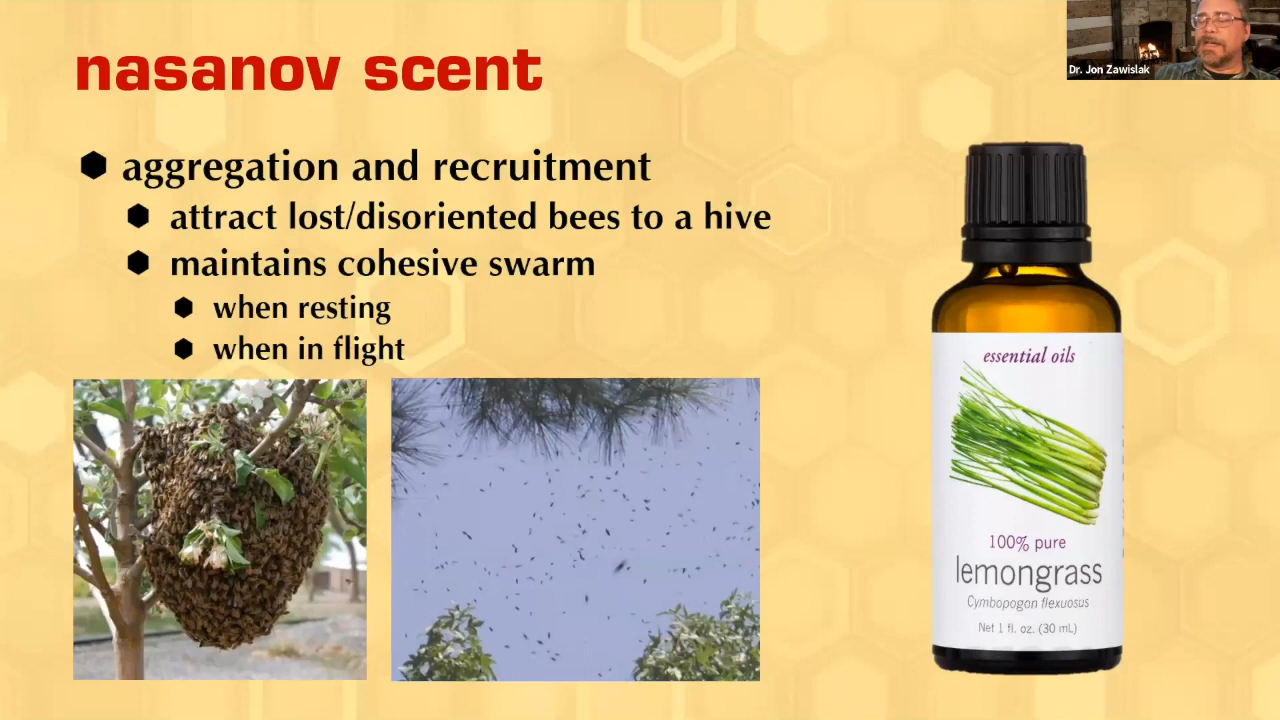 nasanov scent
Dr. Jon Zawislak
aggregation and recruitment
attract lost/disoriented bees to a hive
maintains cohesive swarm
when resting
when in flight
essential oils
100% pure
lemongrass
Cymbopogon flexuosus
Net 1 fl. oz. (30 mL)